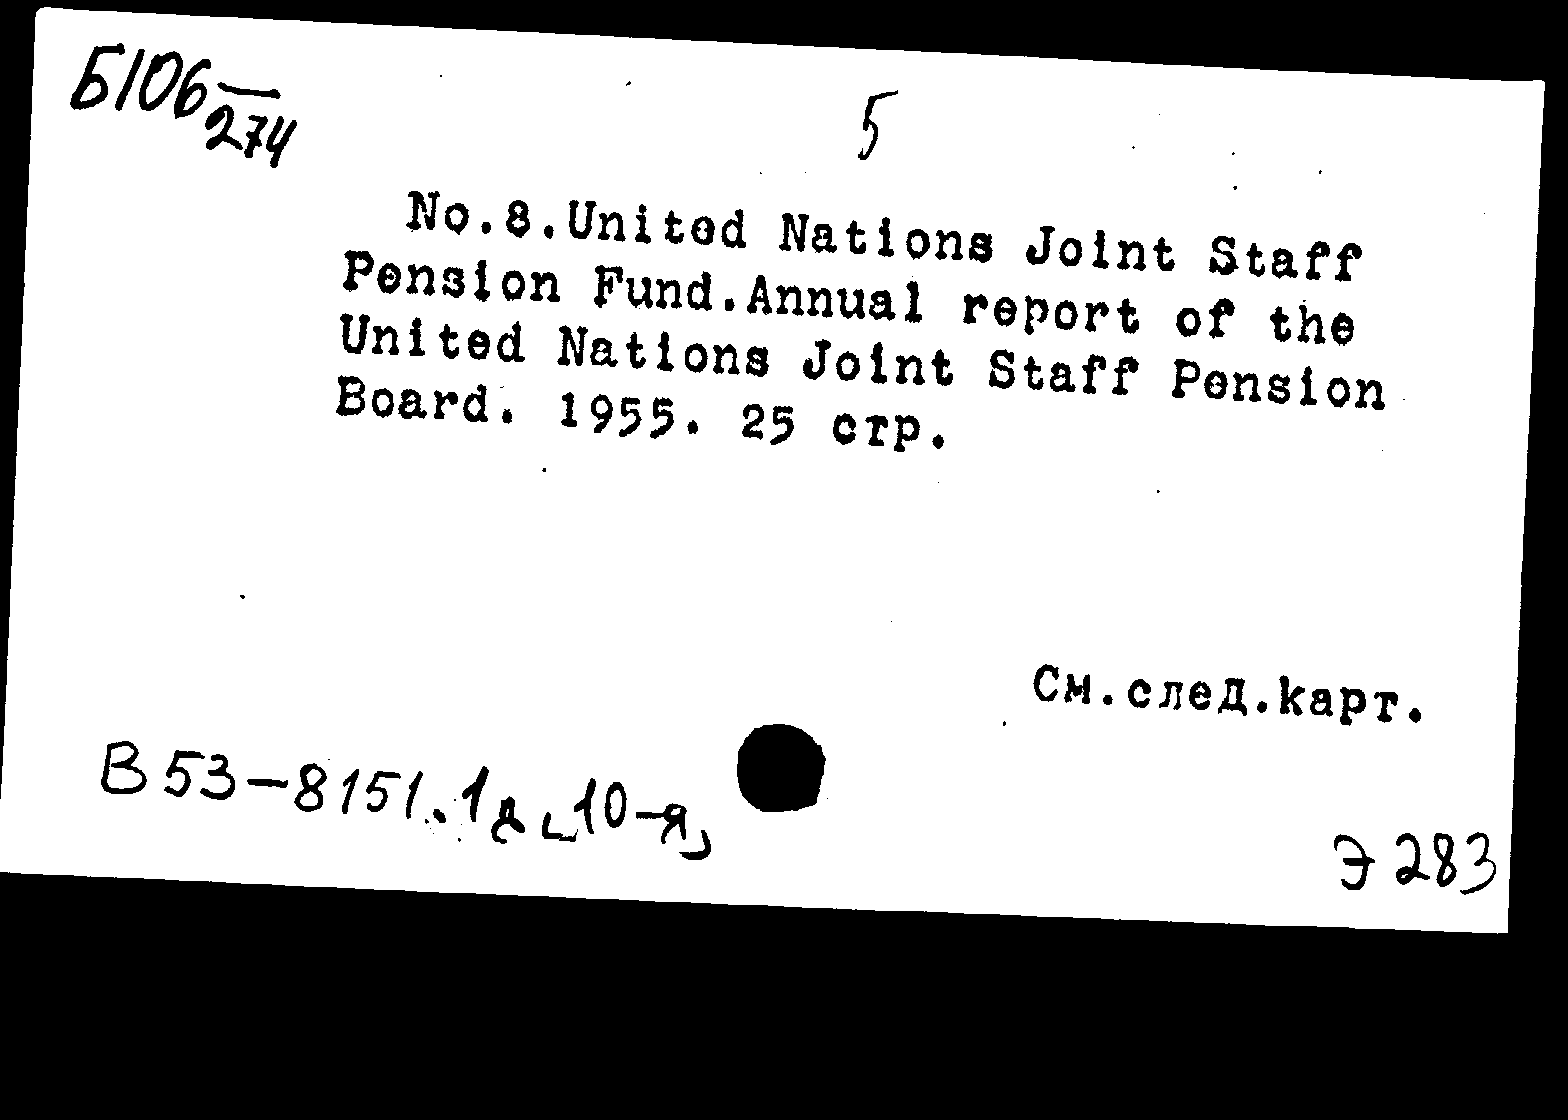 Б106
274
5
No.8.United Nations Joint Staff
Pension Fund.Annual report of the
United Nations Joint Staff Pension
Board. 1955. 25 стр.
См.след.карт.
В 53-8151.1д „10-я"
Э 283